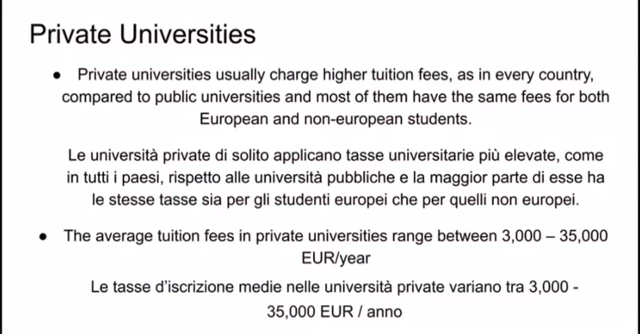 Private Universities
● Private universities usually charge higher tuition fees, as in every country,
compared to public universities and most of them have the same fees for both
European and non-european students.
Le università private di solito applicano tasse universitarie più elevate, come
in tutti i paesi, rispetto alle università pubbliche e la maggior parte di esse ha
le stesse tasse sia per gli studenti europei che per quelli non europei.
● The average tuition fees in private universities range between 3,000 – 35,000
EUR/year
Le tasse d'iscrizione medie nelle università private variano tra 3,000 -
35,000 EUR / anno